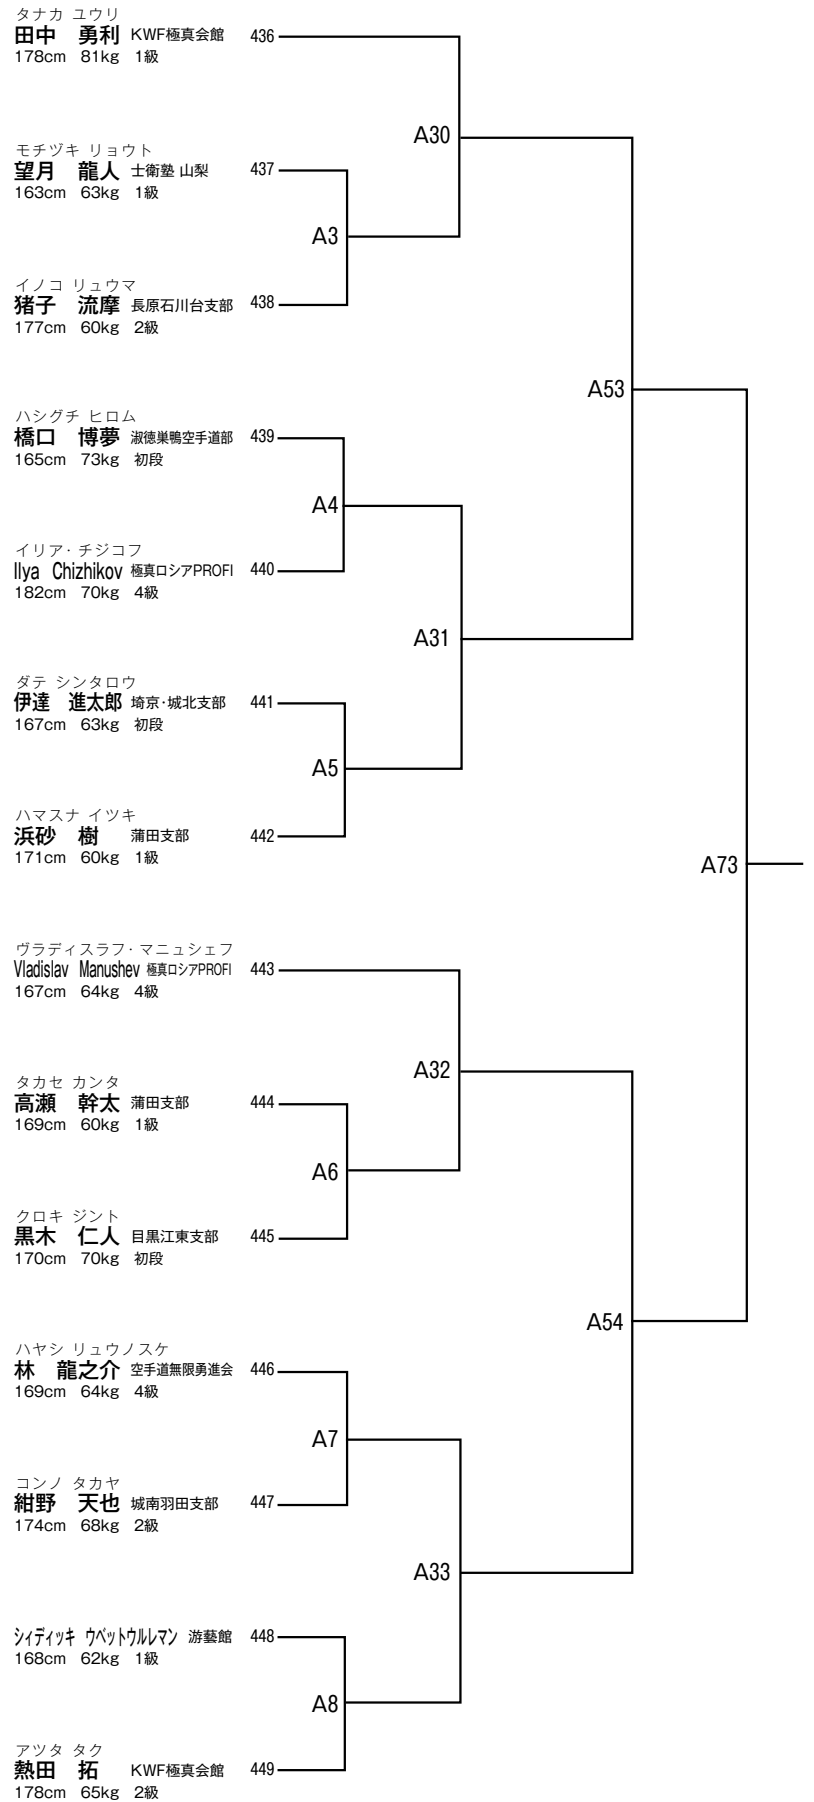 タナカ ユウリ
田中 勇利 KWF極真会館 436
178cm 81kg 1級
A30
モチヅキ リョウト
望月 龍人 士衛塾 山梨 437
163cm 63kg 1級
A3
イノコ リュウマ
猪子 流摩 長原石川台支部 438
177cm 60kg 2級
A53
ハシグチ ヒロム
橋口 博夢 淑徳巣鴨空手道部 439
165cm 73kg 初段
A4
イリア・チジコフ
Ilya Chizhikov 極真ロシアPROFI 440
182cm 70kg 4級
A31
ダテ シンタロウ
伊達 進太郎 埼京・城北支部 441
167cm 63kg 初段
A5
ハマスナ イツキ
浜砂 樹 蒲田支部 442
171cm 60kg 1級
A73
ヴラディスラフ・マニュシェフ
Vladislav Manushev 極真ロシアPROFI 443
167cm 64kg 4級
A32
タカセ カンタ
高瀬 幹太 蒲田支部 444
169cm 60kg 1級
A6
クロキ ジント
黒木 仁人 目黒江東支部 445
170cm 70kg 初段
A54
ハヤシ リュウノスケ
林 龍之介 空手道無限勇進会 446
169cm 64kg 4級
A7
コンノ タカヤ
紺野 天也 城南羽田支部 447
174cm 68kg 2級
A33
シィディッキ ウベットウルレマン 游藝館 448
168cm 62kg 1級
A8
アツタ タク
熱田 拓 KWF極真会館 449
178cm 65kg 2級